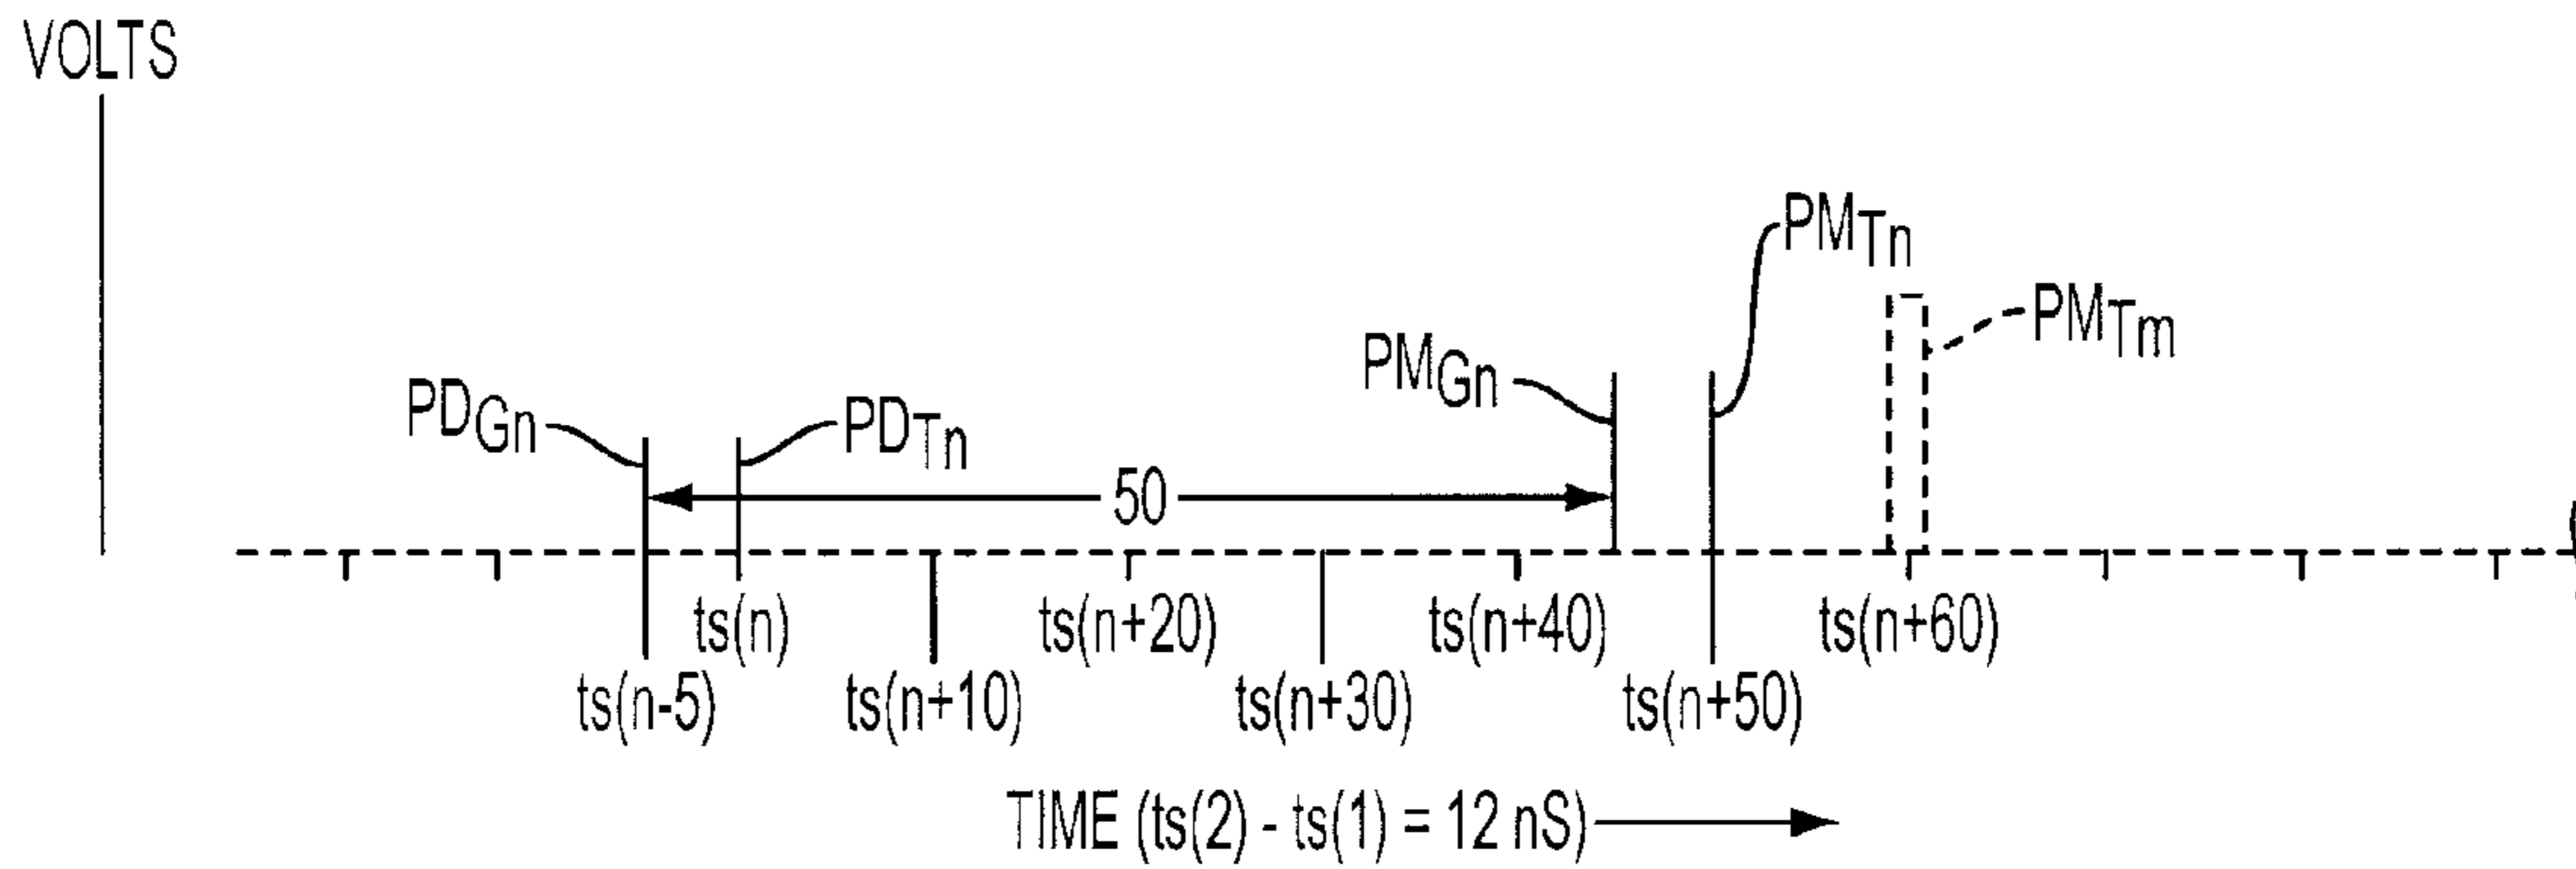 VOLTS
PMTn
PMTm
PMGn
PDGn
PDTn
50
ts(n)
ts(n+20)
ts(n+40)
ts(n+60)
ts(n-5)
ts(n+10)
ts(n+30)
ts(n+50)
TIME (ts(2) - ts(1) = 12 nS)